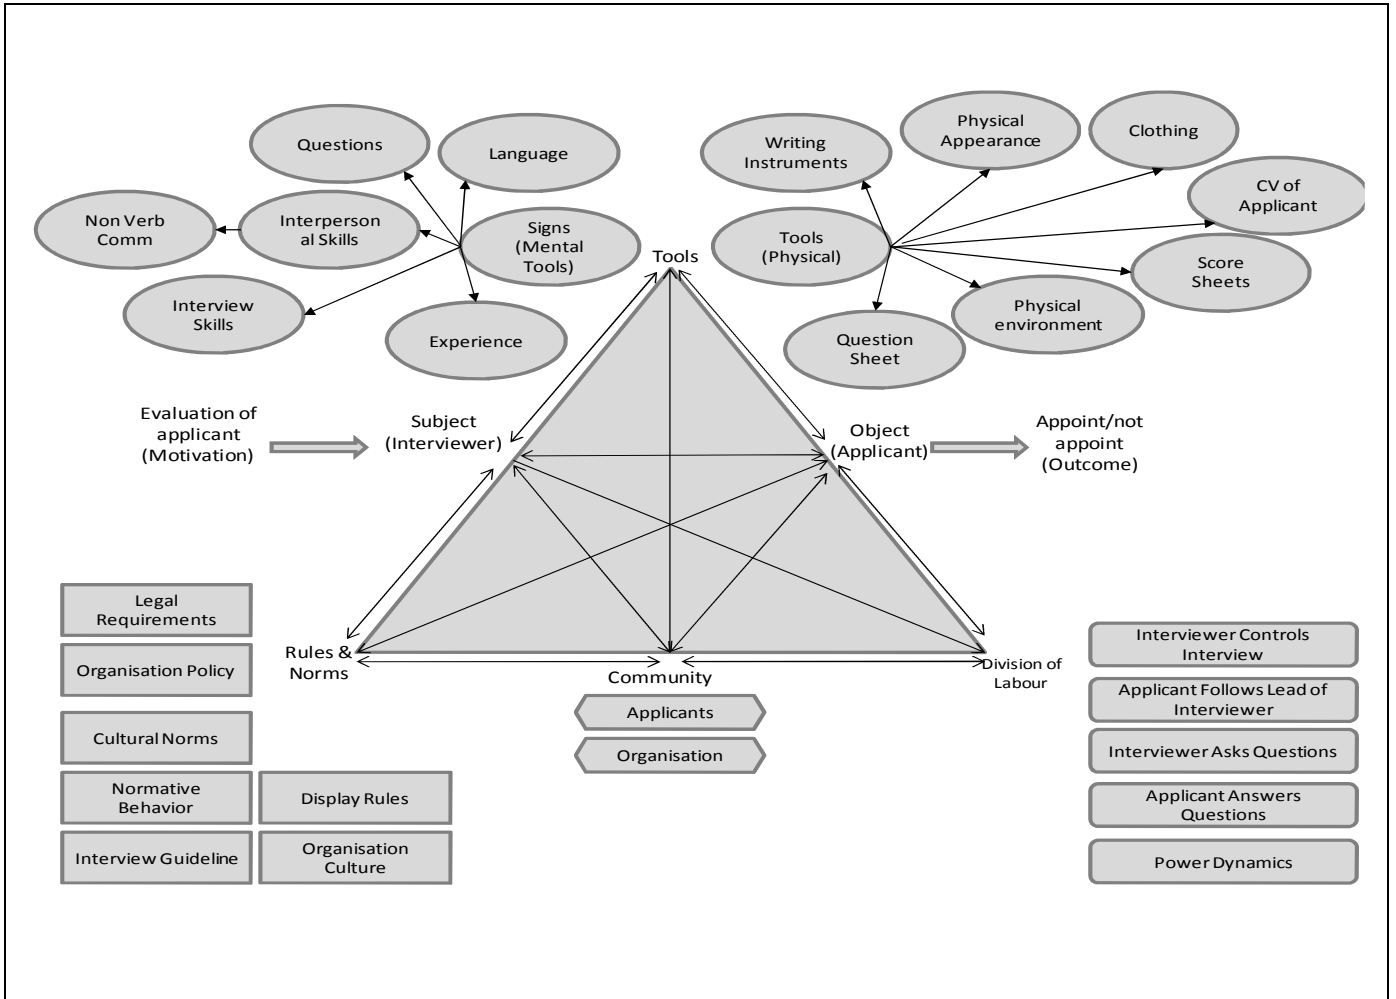 Questions
Language
Non Verb
Comm
Interperson
al Skills
Signs
(Mental
Tools)
Interview
Skills
Experience
Writing
Instruments
Physical
Appearance
Clothing
CV of
Applicant
Tools
(Physical)
Score
Sheets
Physical
environment
Question
Sheet
Tools
Evaluation of
applicant
(Motivation)
Subject
(Interviewer)
Object
(Applicant)
Appoint/not
appoint
(Outcome)
Rules &
Norms
Community
Division of
Labour
Applicants
Organisation
Legal
Requirements
Organisation Policy
Cultural Norms
Normative
Behavior
Display Rules
Interview Guideline
Organisation
Culture
Interviewer Controls
Interview
Applicant Follows Lead of
Interviewer
Interviewer Asks Questions
Applicant Answers
Questions
Power Dynamics